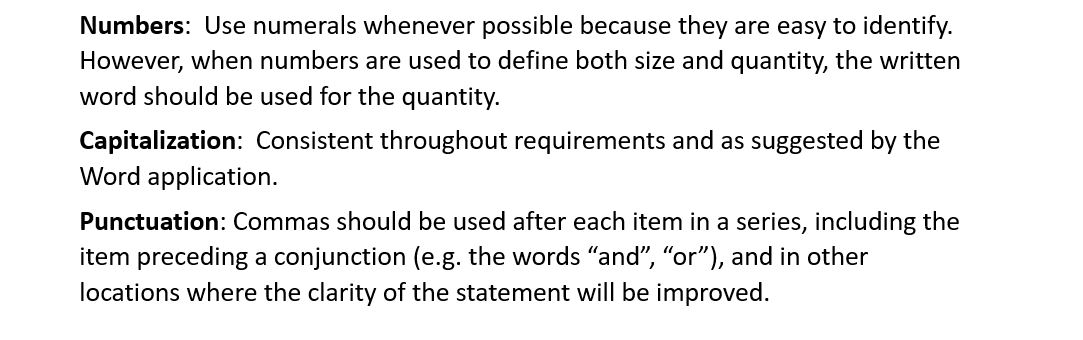 Numbers:  Use numerals whenever possible because they are easy to identify.
However, when numbers are used to define both size and quantity, the written
word should be used for the quantity.
Capitalization:  Consistent throughout requirements and as suggested by the
Word application.
Punctuation: Commas should be used after each item in a series, including the
item preceding a conjunction (e.g. the words “and”, “or”), and in other
locations where the clarity of the statement will be improved.